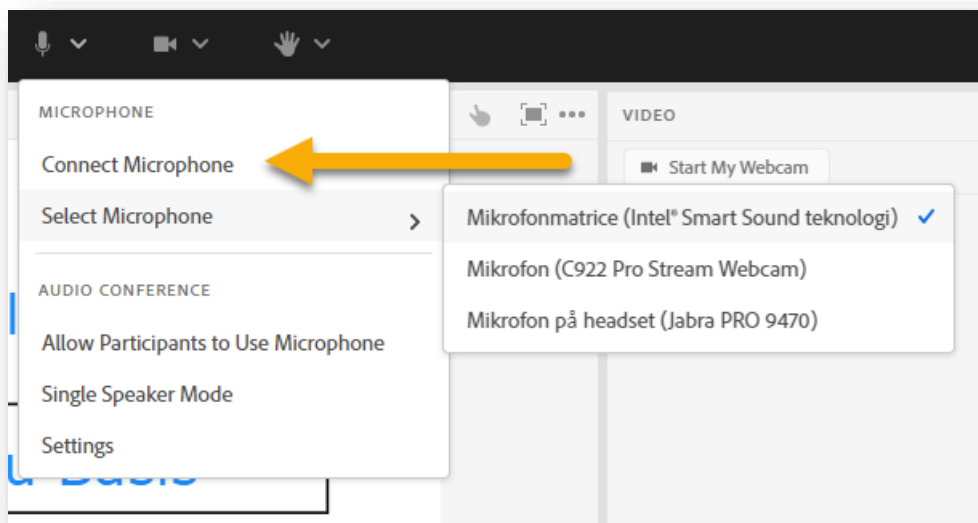 MICROPHONE
Connect Microphone
Select Microphone
AUDIO CONFERENCE
Allow Participants to Use Microphone
Single Speaker Mode
Settings
VIDEO
Start My Webcam
Mikrofonmatrice (Intel® Smart Sound teknologi)
Mikrofon (C922 Pro Stream Webcam)
Mikrofon på headset (Jabra PRO 9470)